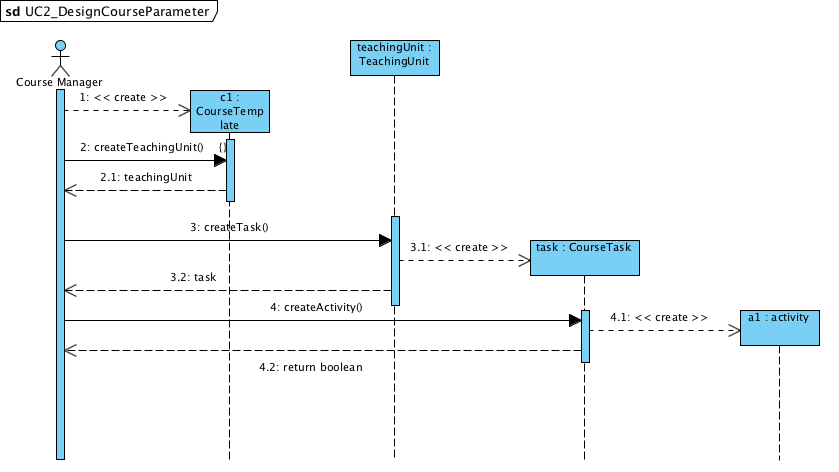 sd UC2_DesignCourseParameter
teachingUnit :
TeachingUnit
Course Manager
1: << create >>
c1 :
CourseTemp
late
2: createTeachingUnit()
{}
2.1: teachingUnit
3: createTask()
3.1: << create >>
task : CourseTask
3.2: task
4: createActivity()
4.1: << create >>
a1 : activity
4.2: return boolean